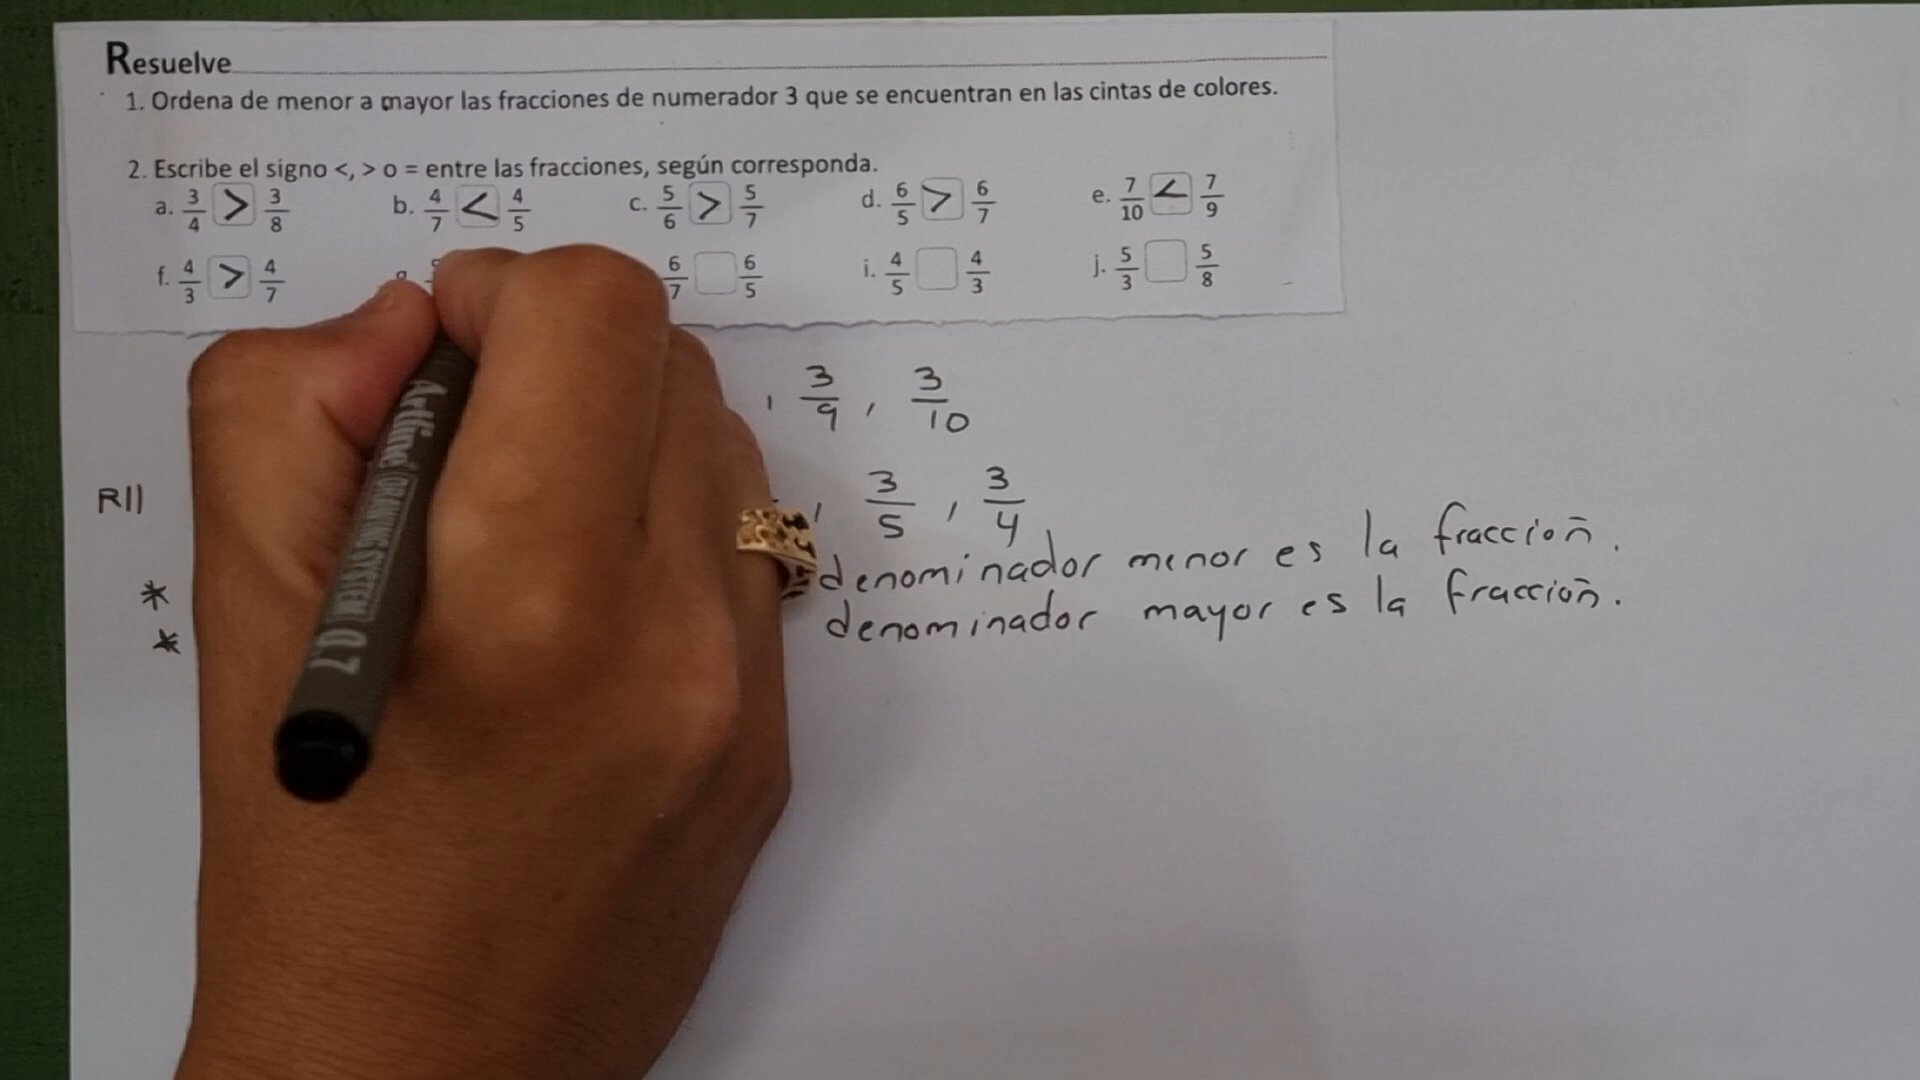 Resuelve
1. Ordena de menor a mayor las fracciones de numerador 3 que se encuentran en las cintas de colores.
2. Escribe el signo <, > o = entre las fracciones, según corresponda.
a. 3/4 > 3/8 b. 4/7 < 4/5 c. 5/6 > 5/7 d. 6/5 > 6/7 e. 7/10 < 7/9
f. 4/3 > 4/7 g. 6/7 6/5 i. 4/5 4/3 j. 5/3 5/8
, 3/9, 3/10
R// , 3/5, 3/4
* denominador menor es la fracción.
* denominador mayor es la fracción.
Artline DRAWING SYSTEM 0.7